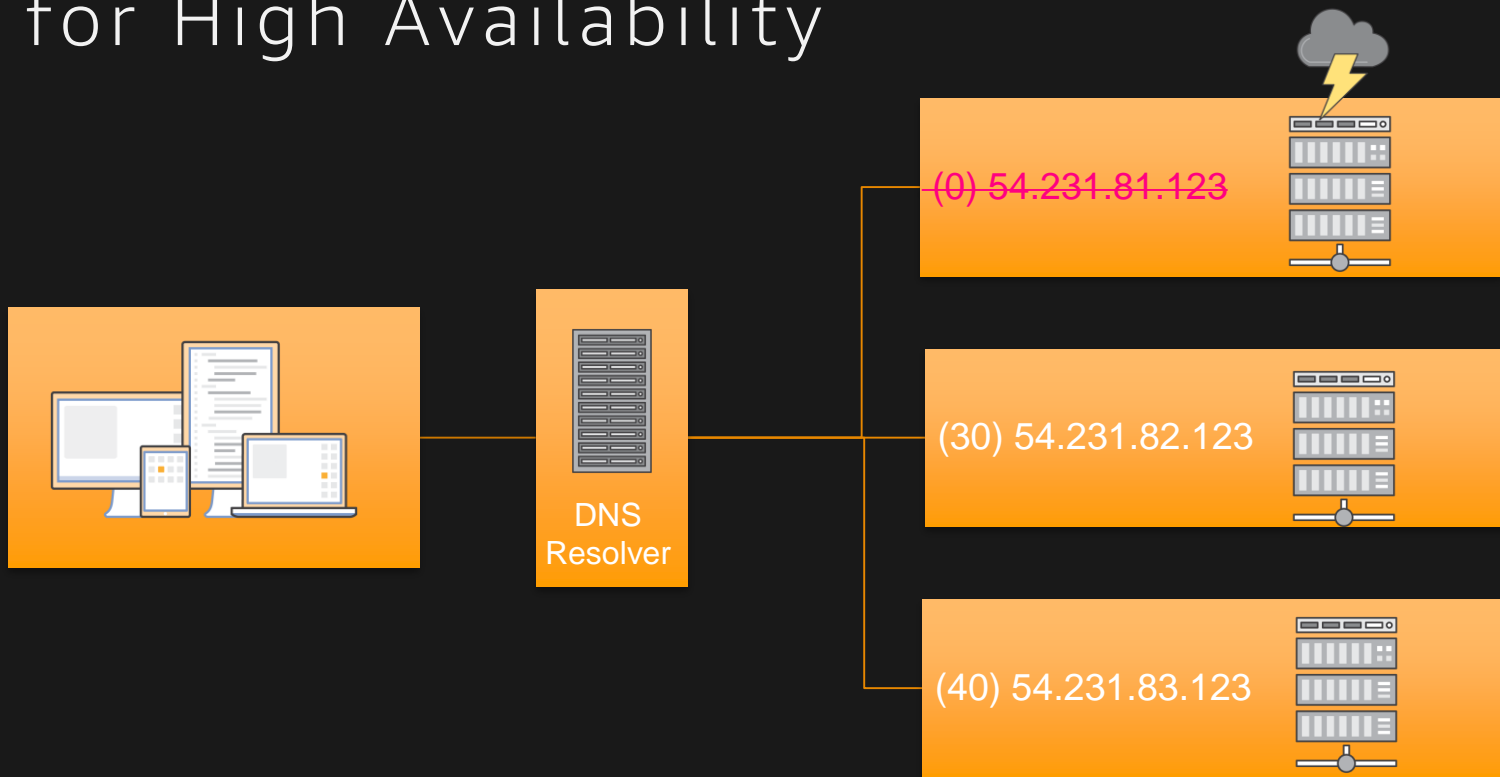 for High Availability
(0) 54.231.81.123
(30) 54.231.82.123
DNS
Resolver
(40) 54.231.83.123